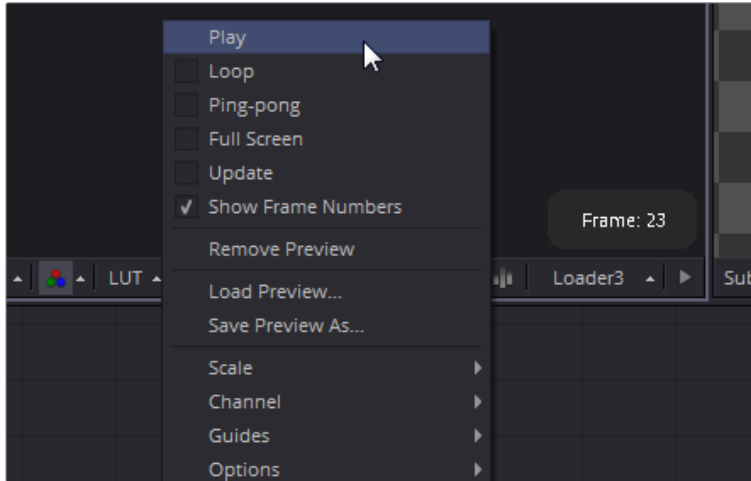 Play
Loop
Ping-pong
Full Screen
Update
Show Frame Numbers
Frame: 23
Remove Preview
LUT
Loader3
Sub
Load Preview...
Save Preview As...
Scale
Channel
Guides
Options